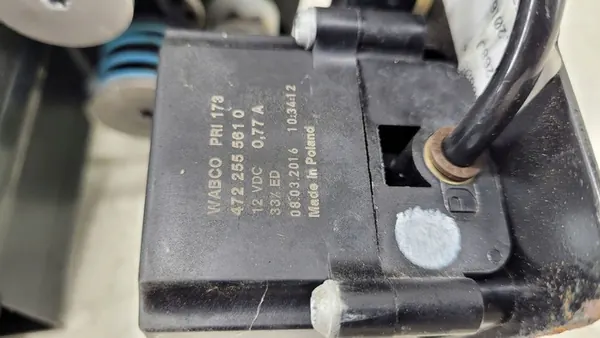 WABCO PRI 173
472 255 561 0
12 VDC 0,77 A
33% ED
08.03.2016 10:34:12
Made in Poland
P